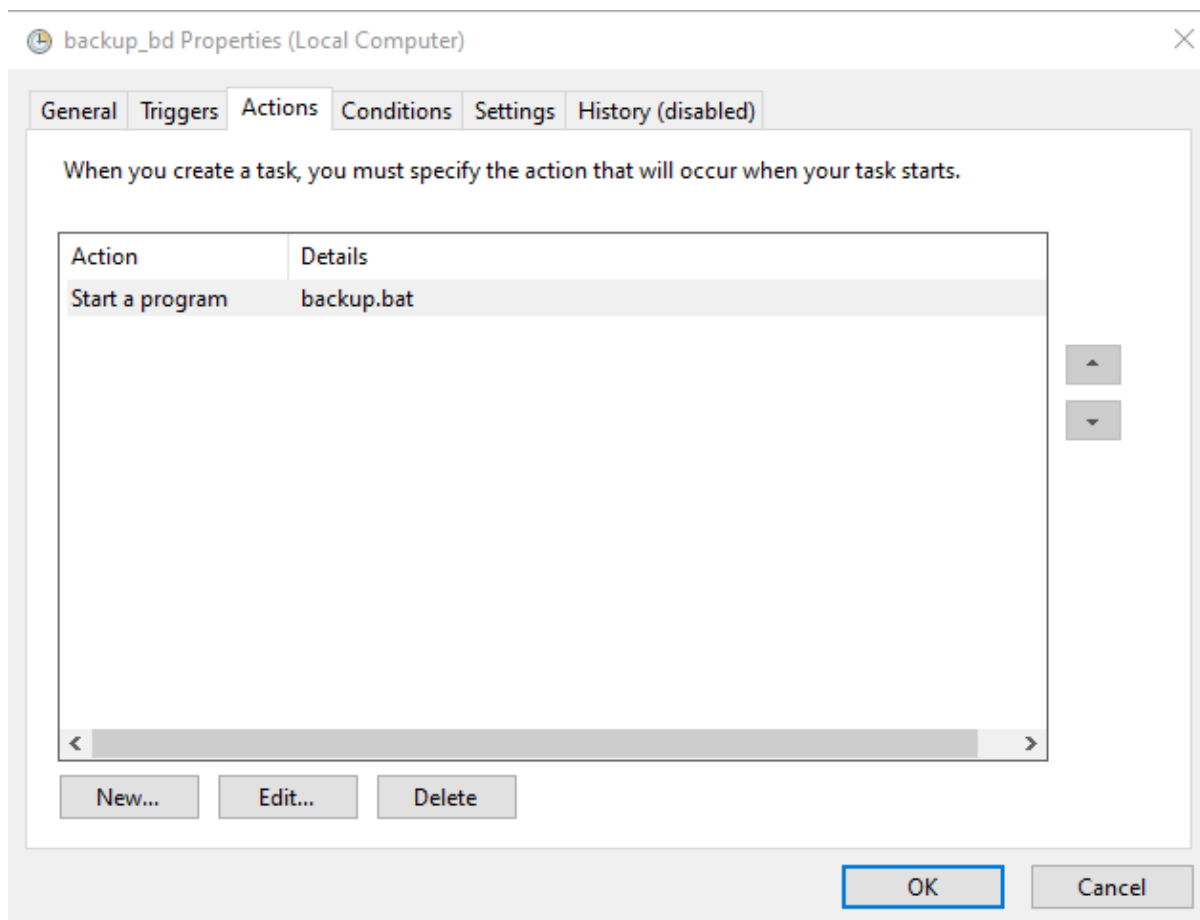 backup_bd Properties (Local Computer)
General Triggers Actions Conditions Settings History (disabled)
When you create a task, you must specify the action that will occur when your task starts.
Action Details
Start a program backup.bat
New... Edit... Delete
OK Cancel